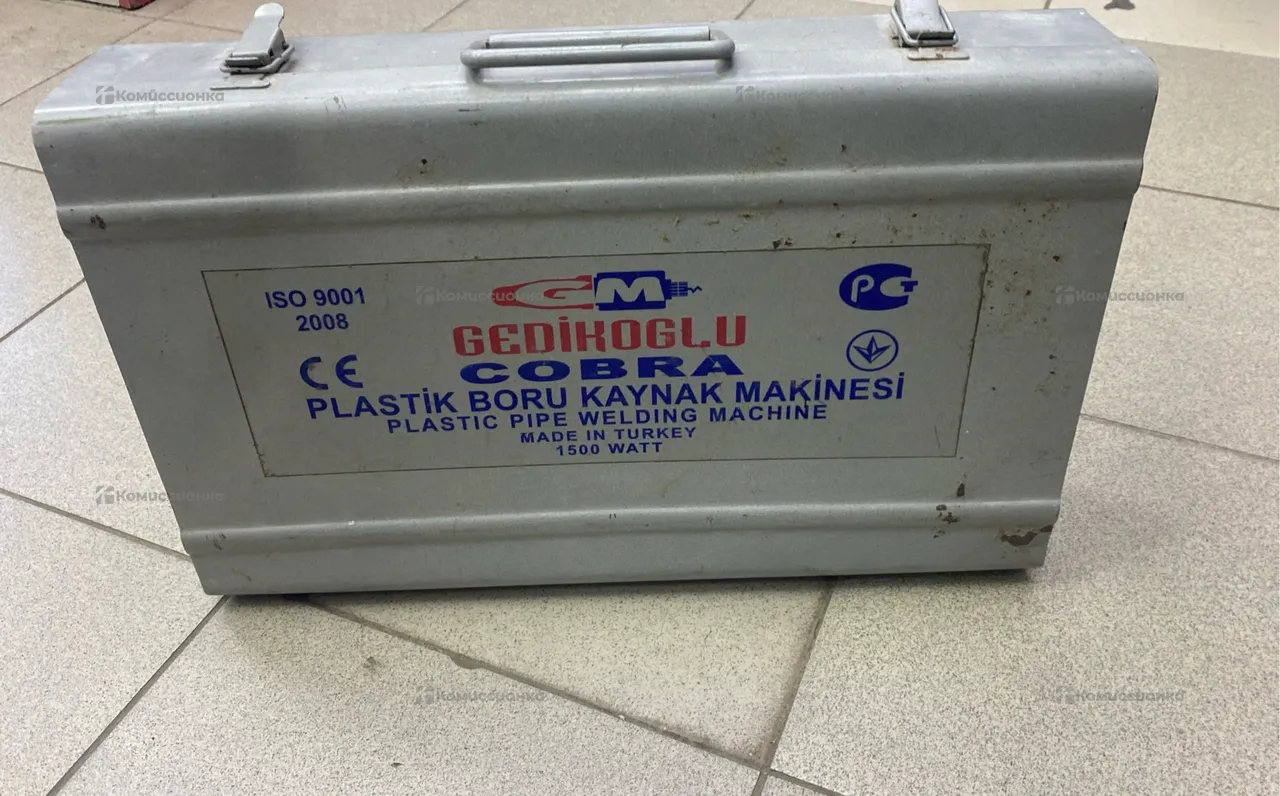 Комиссионка
Комиссионка
ISO 9001
2008
CE
GM
GEDİKOGLU
COBRA
PLASTİK BORU KAYNAK MAKİNESİ
PLASTIC PIPE WELDING MACHINE
MADE IN TURKEY
1500 WATT
PG
Комиссионка
Комиссионка
Комиссионка
Комиссионка
Комиссионка